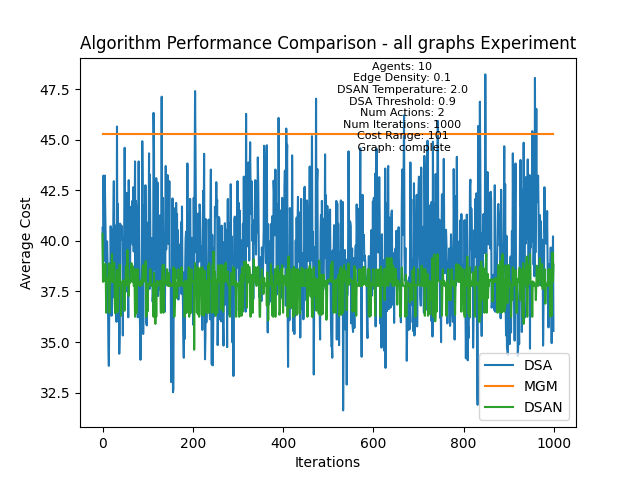 Algorithm Performance Comparison - all graphs Experiment
Agents: 10
Edge Density: 0.1
DSAN Temperature: 2.0
DSA Threshold: 0.9
Num Actions: 2
Num Iterations: 1000
Cost Range: 101
Graph: complete
47.5
45.0
42.5
40.0
37.5
35.0
32.5
Average Cost
0
200
400
600
800
1000
Iterations
DSA
MGM
DSAN